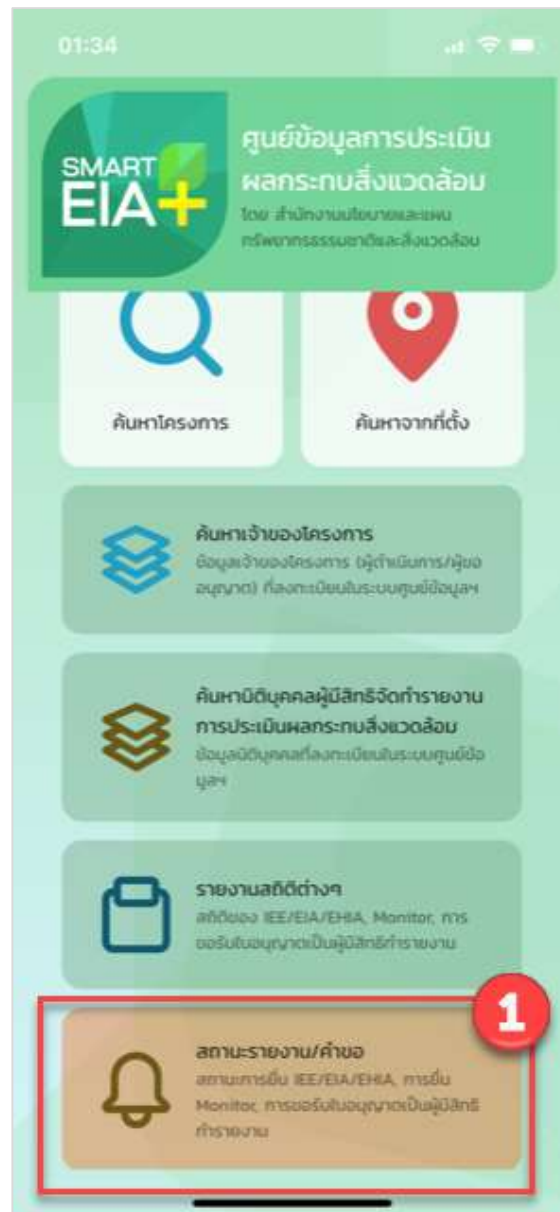 01:34
SMART
EIA+
ศูนย์ข้อมูลการประเมิน
ผลกระทบสิ่งแวดล้อม
โดย สำนักงานนโยบายและแผน
ทรัพยากรธรรมชาติและสิ่งแวดล้อม
ค้นหาโครงการ
ค้นหาจากที่ตั้ง
ค้นหาเจ้าของโครงการ
ข้อมูลเจ้าของโครงการ (ผู้ดำเนินการ/ผู้ขอ
อนุญาต) ที่ลงทะเบียนในระบบศูนย์ข้อมูลฯ
ค้นหานิติบุคคลผู้มีสิทธิจัดทำรายงาน
การประเมินผลกระทบสิ่งแวดล้อม
ข้อมูลนิติบุคคลที่ลงทะเบียนในระบบศูนย์ข้อ
มูลฯ
รายงานสถิติต่างๆ
สถิติของ IEE/EIA/EHIA, Monitor, การ
ขอรับใบอนุญาตเป็นผู้มีสิทธิทำรายงาน
1
สถานะรายงาน/คำขอ
สถานะการยื่น IEE/EIA/EHIA, การยื่น
Monitor, การขอรับใบอนุญาตเป็นผู้มีสิทธิ
ทำรายงาน